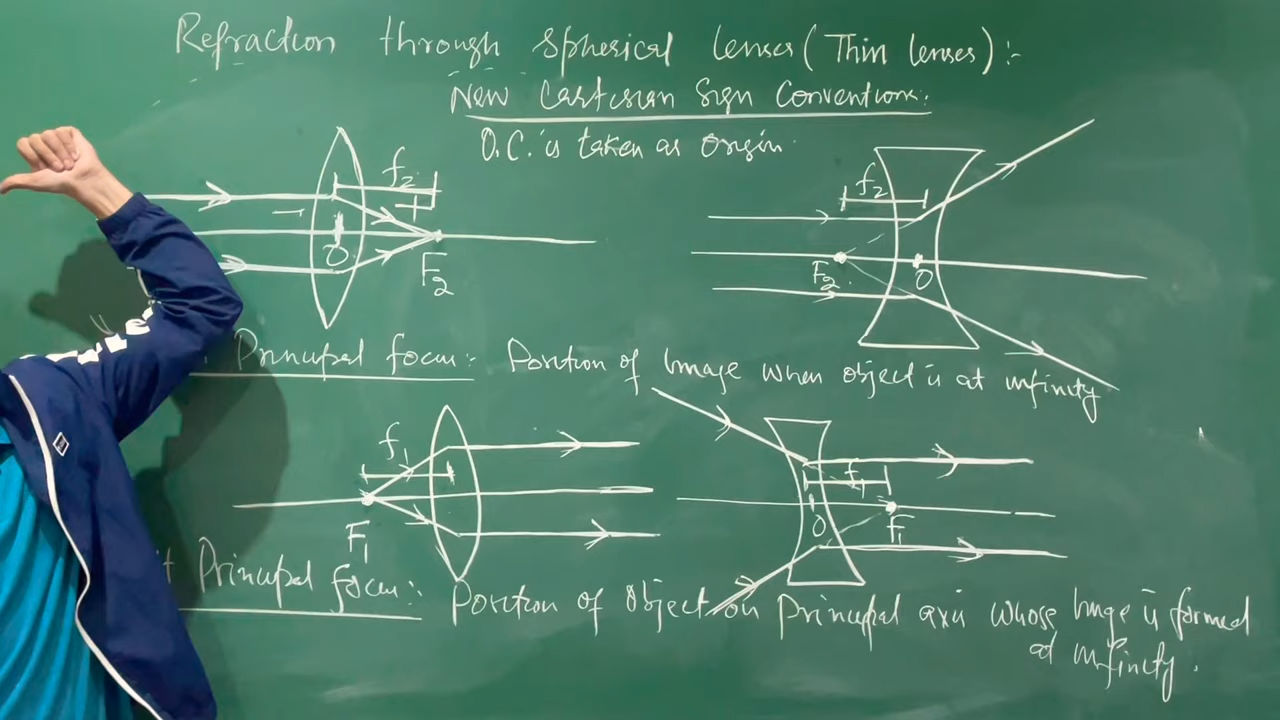 Refraction through Spherical lenses (Thin lenses):-
New Cartesian Sign Convention:
O.C. is taken as Origin
f2
- +
O
F2
f2
F2
O
Principal focus:- Position of Image when object is at infinity
f1
F1
f1
O
F1
t Principal focus:- Position of Object on Principal axis whose Image is formed
at infinity.